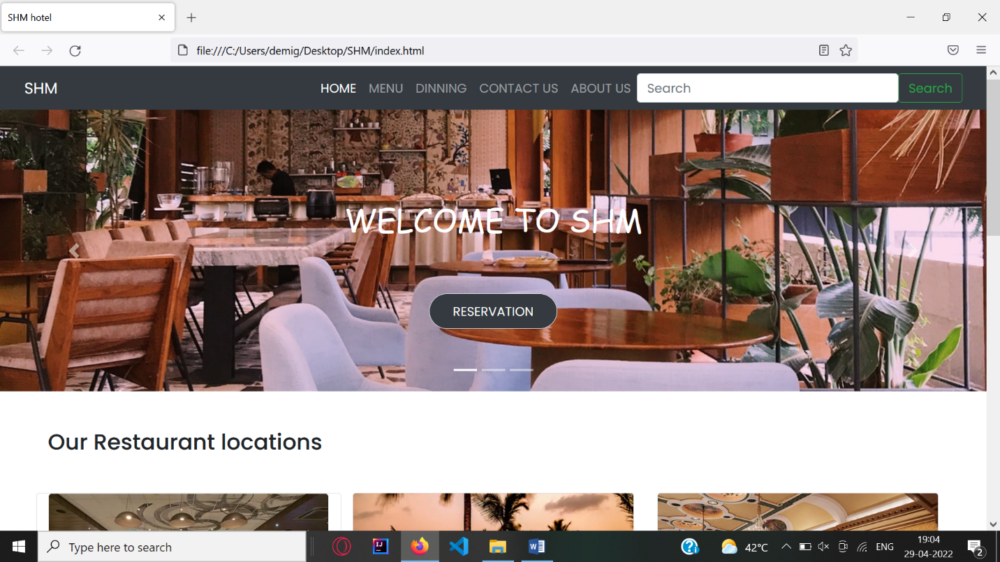 SHM hotel
file:///C:/Users/demig/Desktop/SHM/index.html
SHM HOME MENU DINNING CONTACT US ABOUT US Search Search
WELCOME TO SHM
RESERVATION
Our Restaurant locations
Type here to search
42°C ENG
19:04
29-04-2022
2